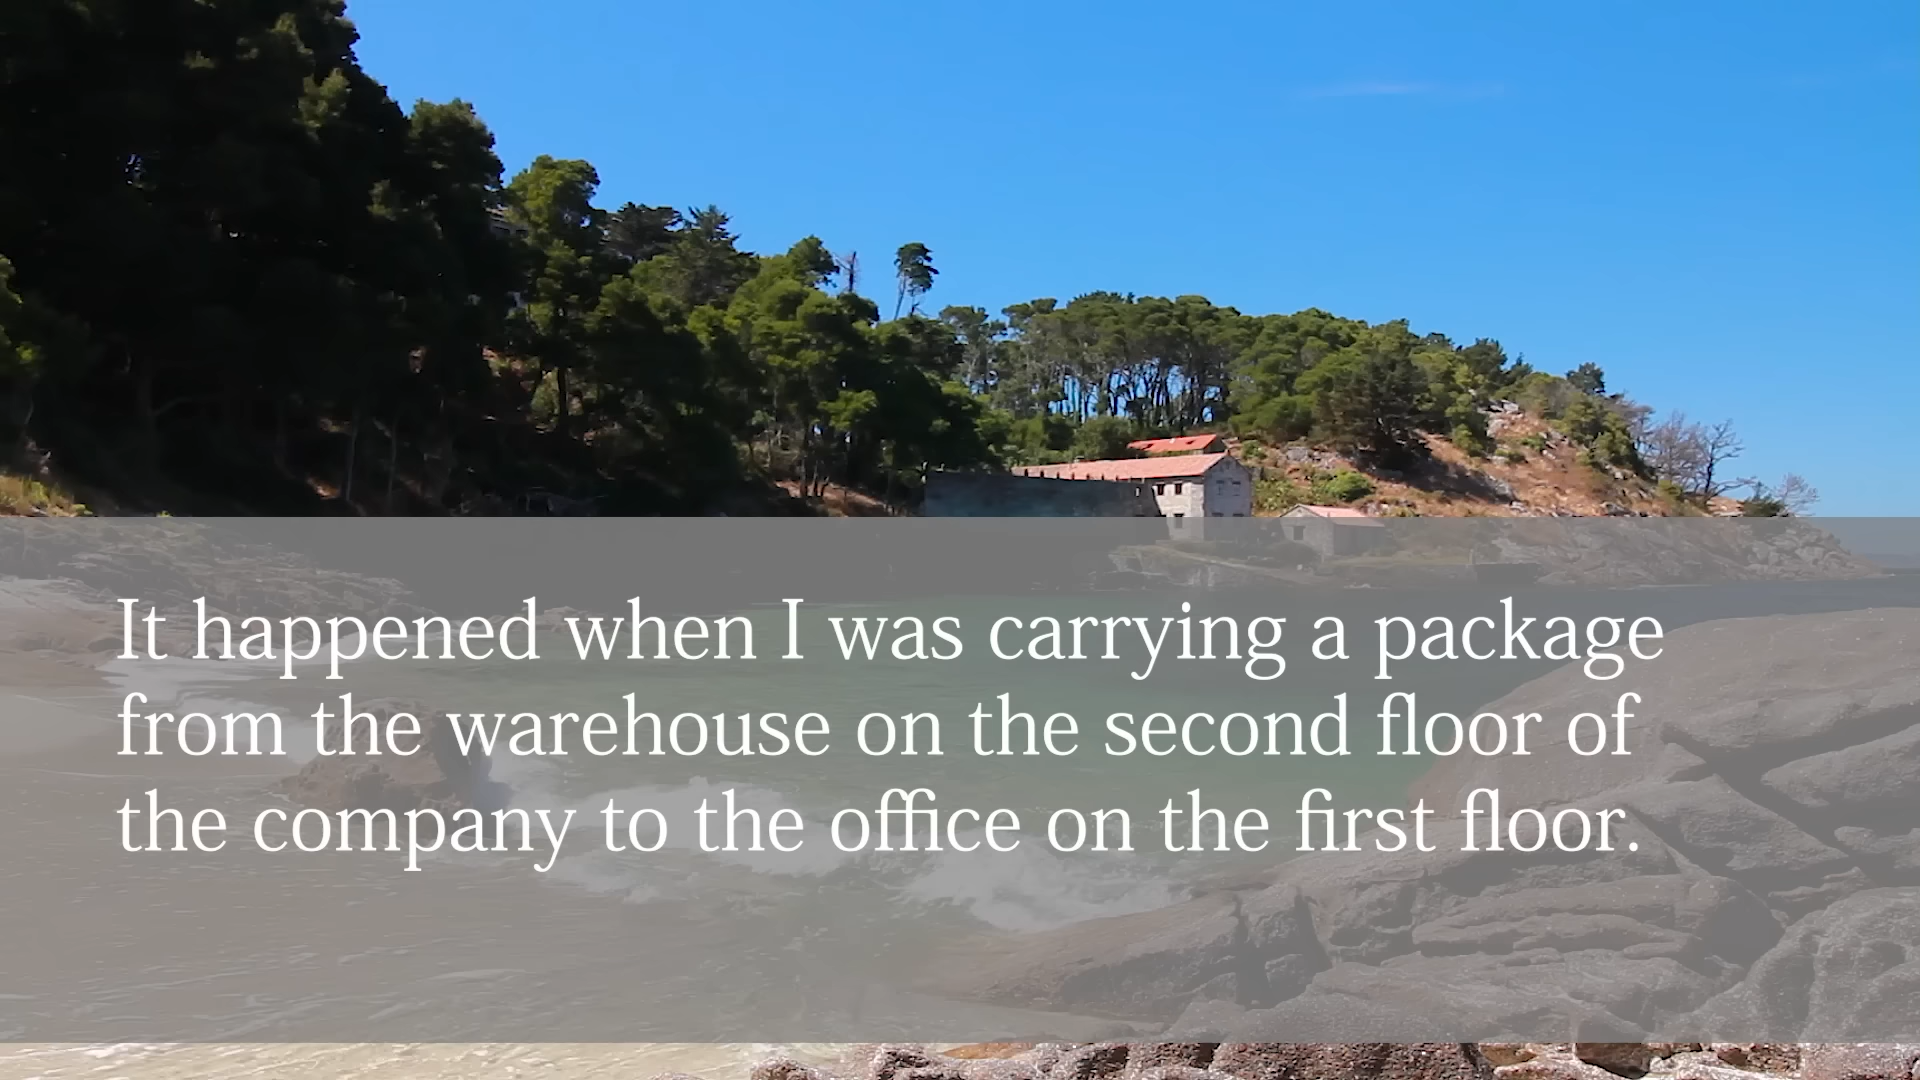 It happened when I was carrying a package
from the warehouse on the second floor of
the company to the office on the first floor.